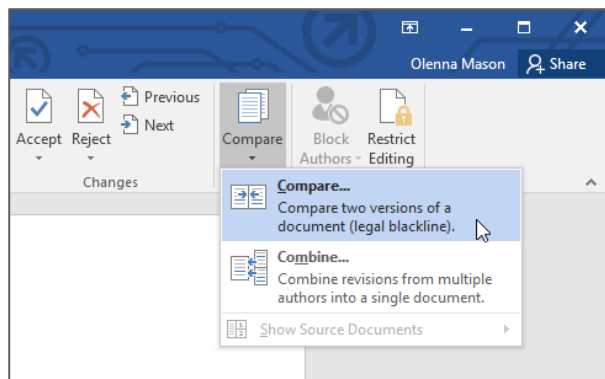 Olenna Mason Share
Previous
Next
Accept Reject Compare Block Restrict
Authors Editing
Changes
Compare...
Compare two versions of a
document (legal blackline).
Combine...
Combine revisions from multiple
authors into a single document.
Show Source Documents